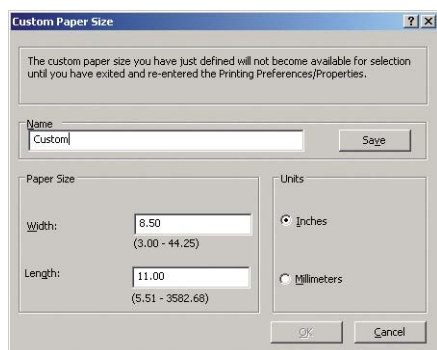 Custom Paper Size
The custom paper size you have just defined will not become available for selection
until you have exited and re-entered the Printing Preferences/Properties.
Name
Custom
Save
Paper Size
Width:
8.50
(3.00 - 44.25)
Length:
11.00
(5.51 - 3582.68)
Units
Inches
Millimeters
OK
Cancel